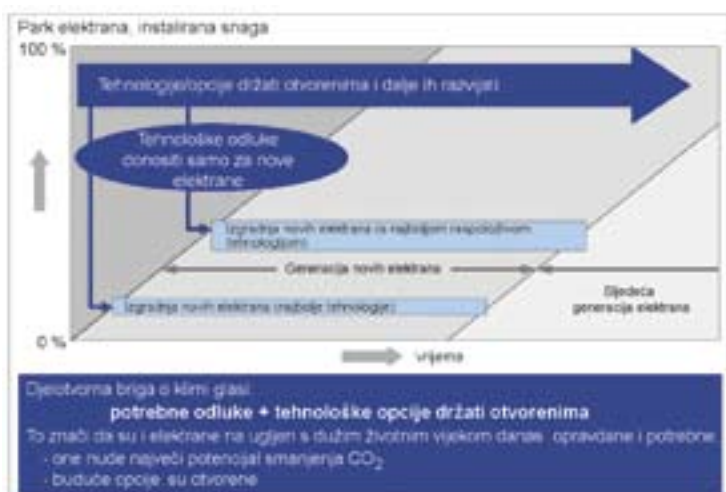 Park elektrana, instalirana snaga
100 %
Tehnologije/opcije držati otvorenima i dalje ih razvijati
Tehnološke odluke
donositi samo za nove
elektrane
Izgradnja novih elektrana (s najboljom raspoloživom
tehnologijom)
Generacija novih elektrana
Sljedeća
generacija elektrana
Izgradnja novih elektrana (najbolje tehnologije)
0 %
vrijeme
Djelotvorna briga o klimi glasi:
potrebne odluke + tehnološke opcije držati otvorenima
To znači da su i elektrane na ugljen s dužim životnim vijekom danas opravdane i potrebne:
- one nude najveći potencijal smanjenja CO₂
- buduće opcije su otvorene